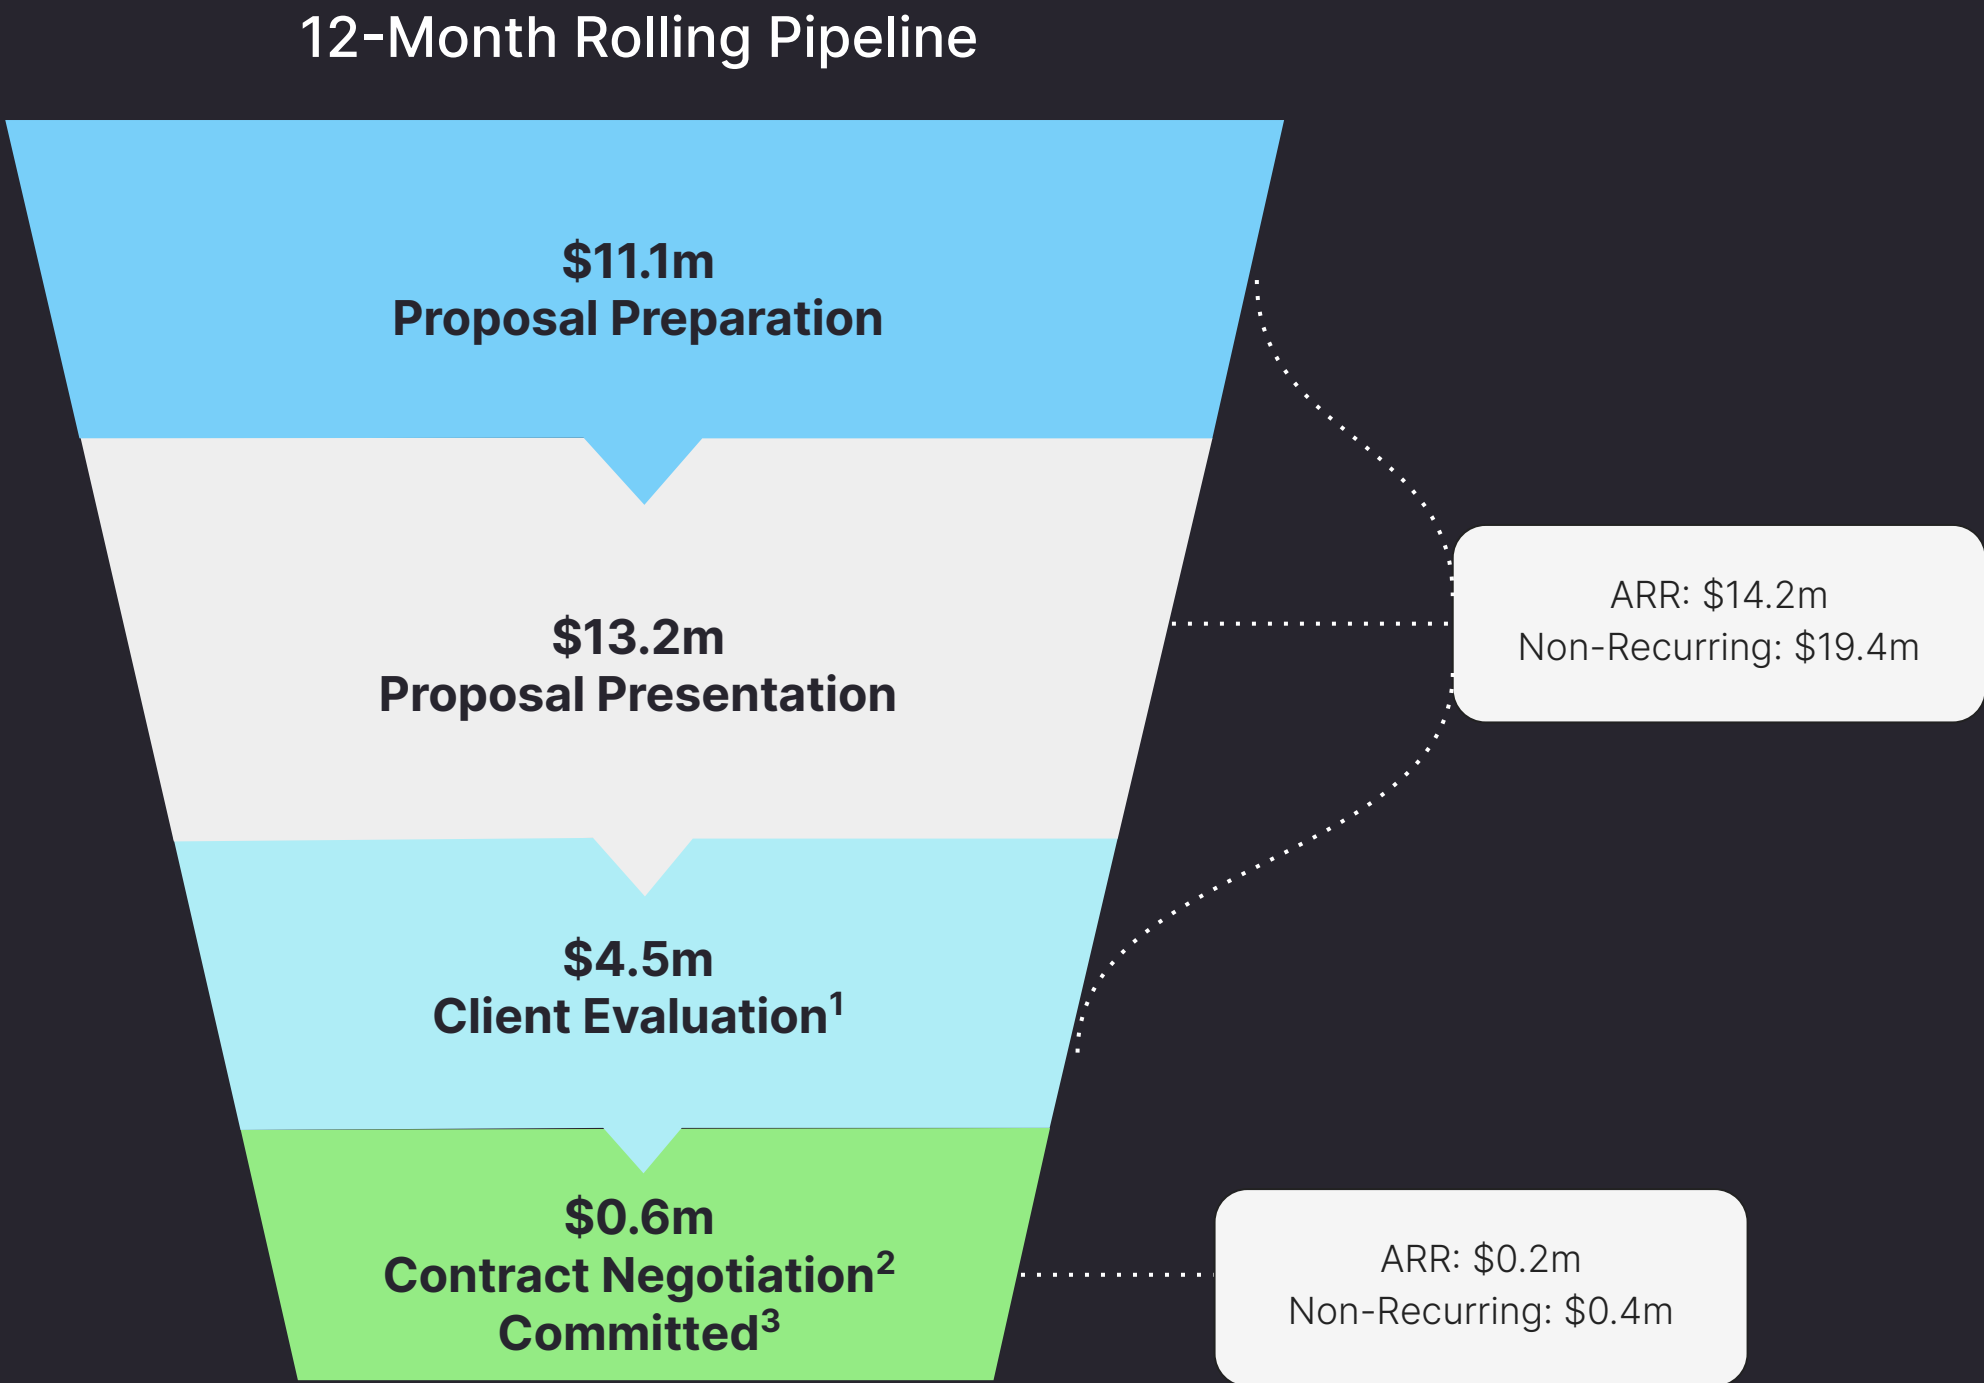 12-Month Rolling Pipeline
$11.1m
Proposal Preparation
$13.2m
Proposal Presentation
ARR: $14.2m
Non-Recurring: $19.4m
$4.5m
Client Evaluation¹
$0.6m
Contract Negotiation²
Committed³
ARR: $0.2m
Non-Recurring: $0.4m